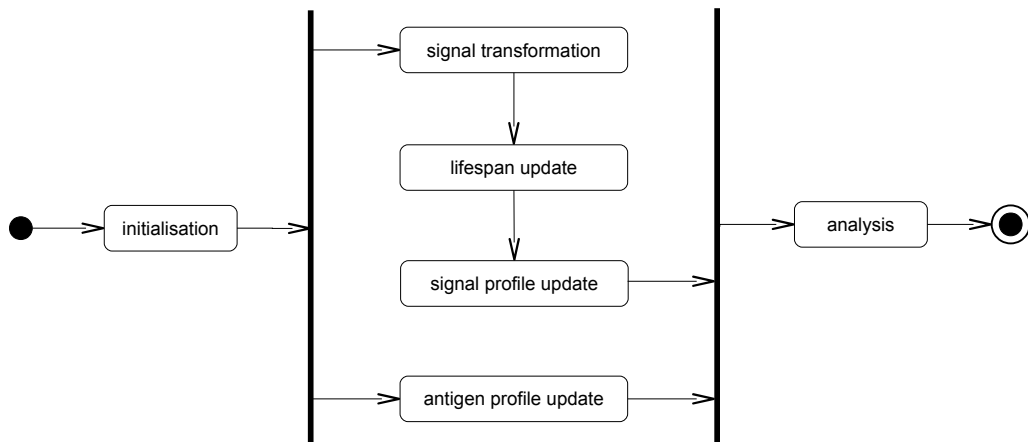 initialisation
signal transformation
lifespan update
signal profile update
antigen profile update
analysis